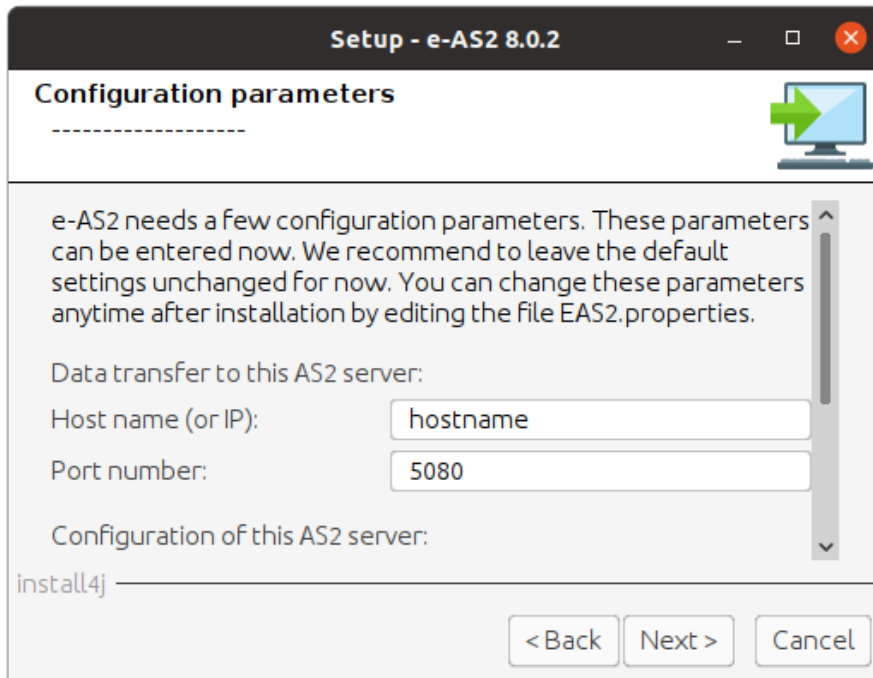 Setup - e-AS2 8.0.2
Configuration parameters
-------------------
e-AS2 needs a few configuration parameters. These parameters
can be entered now. We recommend to leave the default
settings unchanged for now. You can change these parameters
anytime after installation by editing the file EAS2.properties.
Data transfer to this AS2 server:
Host name (or IP): hostname
Port number: 5080
Configuration of this AS2 server:
install4j
< Back Next > Cancel